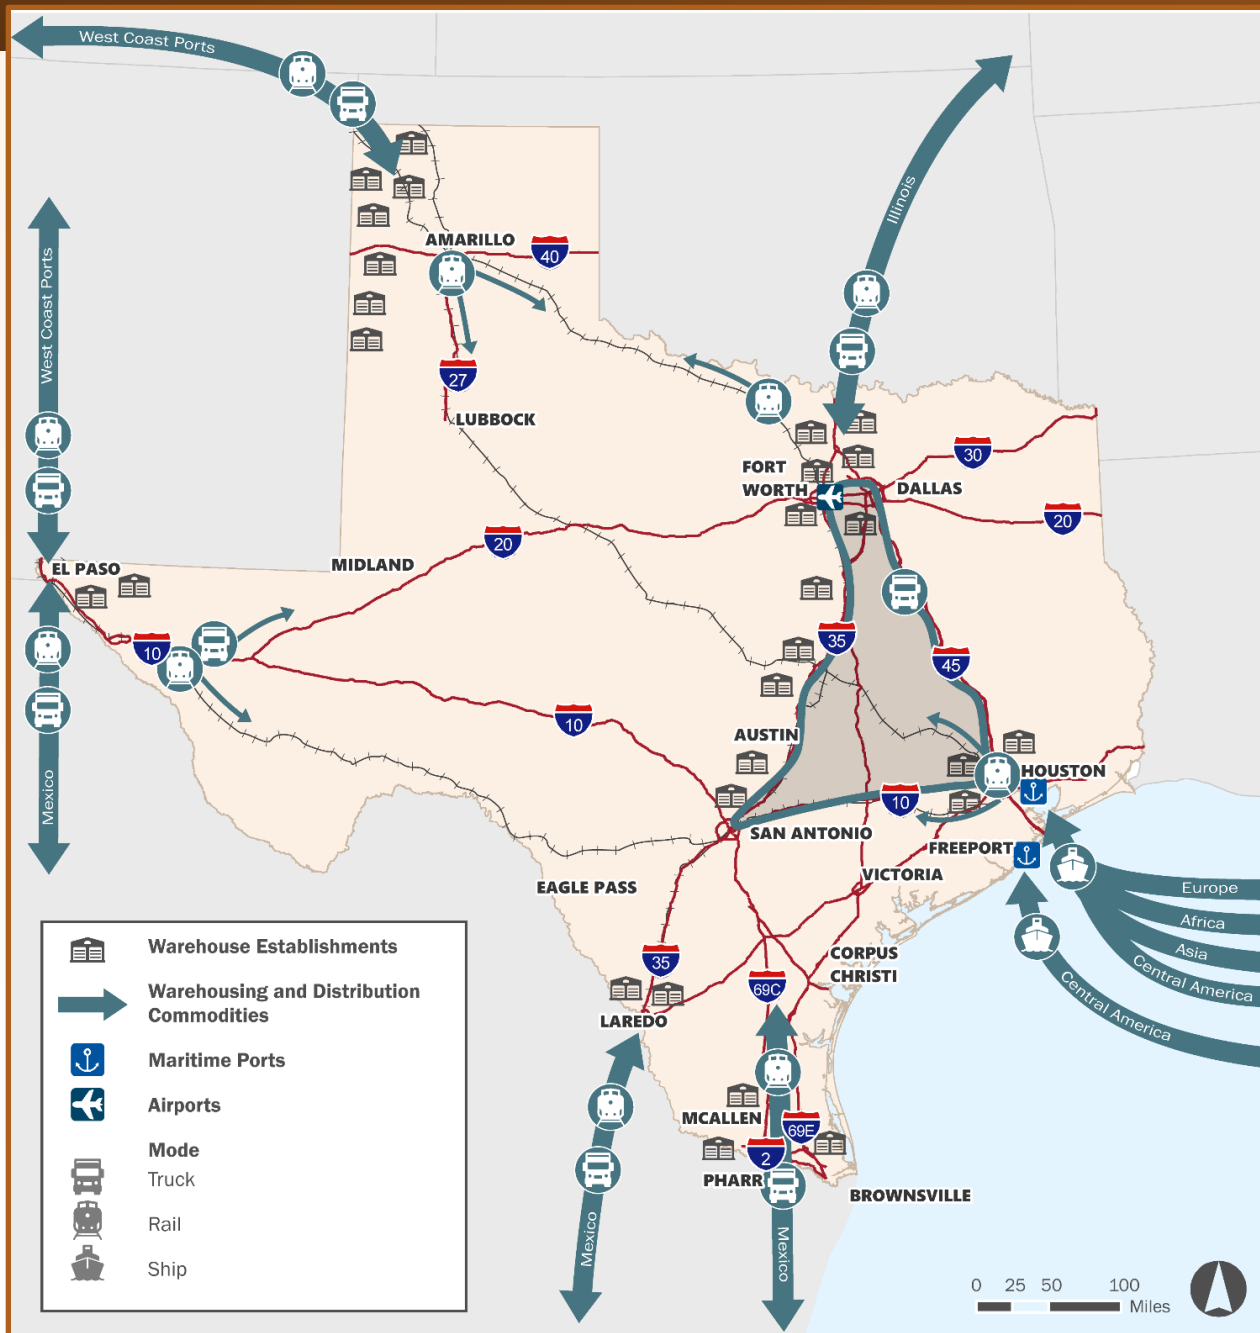 West Coast Ports
Illinois
West Coast Ports
AMARILLO
40
27
LUBBOCK
30
FORT
WORTH
DALLAS
20
20
MIDLAND
EL PASO
10
35
45
10
AUSTIN
HOUSTON
10
SAN ANTONIO
FREEPORT
Mexico
VICTORIA
EAGLE PASS
Europe
Africa
Asia
Central America
Central America
CORPUS
CHRISTI
35
69C
LAREDO
MCALLEN
69E
2
PHARR
BROWNSVILLE
Mexico
Mexico
Warehouse Establishments
Warehousing and Distribution
Commodities
Maritime Ports
Airports
Mode
Truck
Rail
Ship
0 25 50 100
Miles